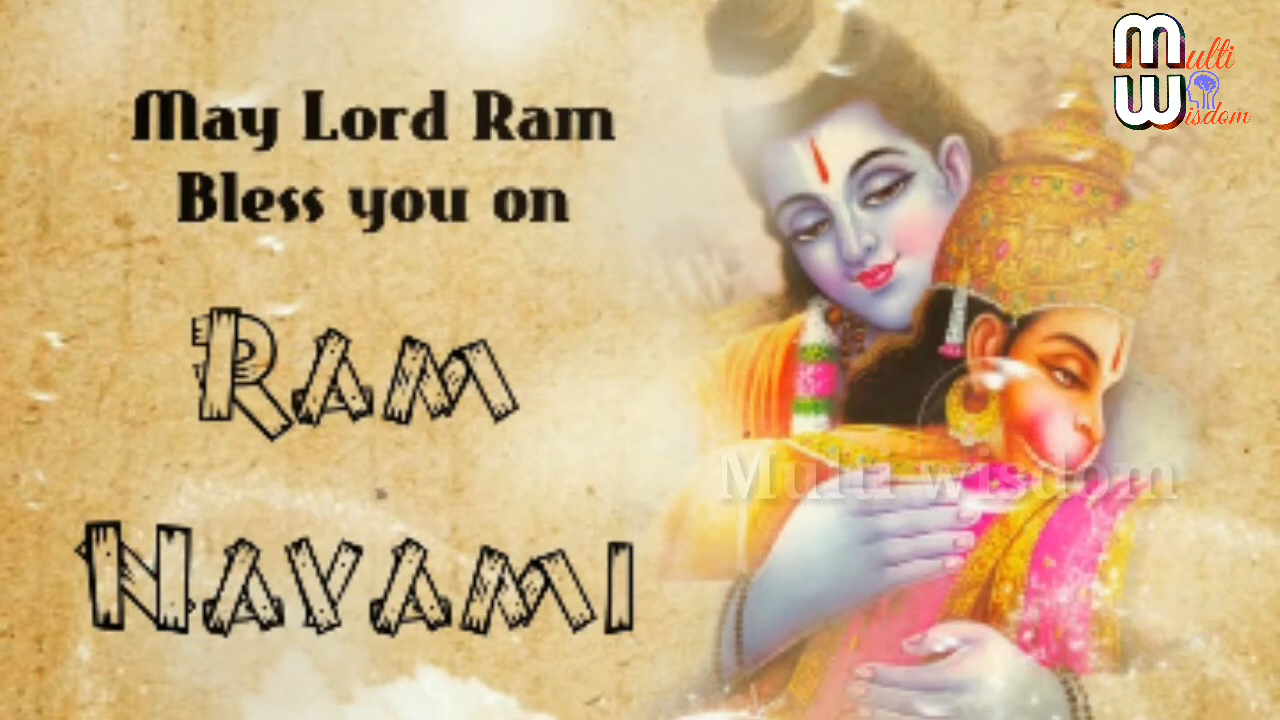 May Lord Ram
Bless you on
Ram
Navami
Multi
Wisdom
Multi wisdom